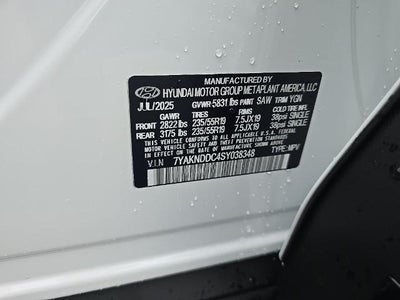 MANUFACTURED BY
HYUNDAI MOTOR GROUP METAPLANT AMERICA, LLC
JUL/2025 GVWR 5831 lbs PAINT SAW TRIM YGN
TIRES RIMS COLD TIRE INFL
FRONT 2822 lbs 235/55R19 7.5JX19 38psi SINGLE
REAR 3175 lbs 235/55R19 7.5JX19 38psi SINGLE
THIS VEHICLE CONFORMS TO ALL APPLICABLE U.S. FEDERAL MOTOR VEHICLE
SAFETY AND THEFT PREVENTION STANDARDS IN EFFECT ON THE DATE OF MANUFACTURE SHOWN ABOVE.
V.I.N 7YAKNDDC4SY038348 TYPE: MPV